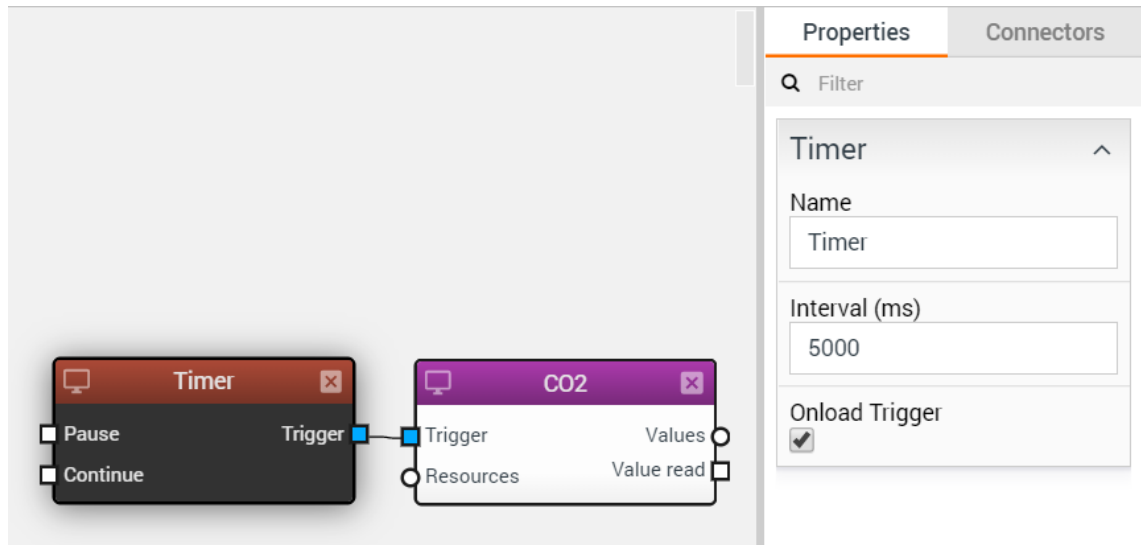 Properties Connectors
Filter
Timer
Name
Timer
Interval (ms)
5000
Onload Trigger
Timer
Pause Trigger
Continue
CO2
Trigger Values
Resources Value read